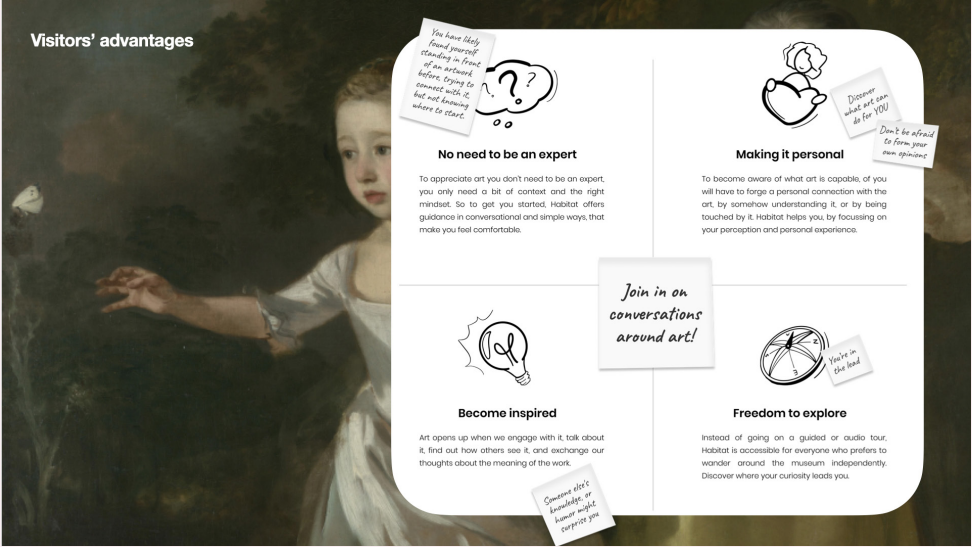 Visitors' advantages
You have likely
found yourself
standing in front
of an artwork
before, trying to
connect with it,
but not knowing
where to start.
No need to be an expert
To appreciate art you don't need to be an expert,
you only need a bit of context and the right
mindset. So to get you started, Habitat offers
guidance in conversational and simple ways, that
make you feel comfortable.
Discover
what art can
do for YOU
Don't be afraid
to form your
own opinions
Making it personal
To become aware of what art is capable, of you
will have to forge a personal connection with the
art, by somehow understanding it, or by being
touched by it. Habitat helps you, by focussing on
your perception and personal experience.
Join in on
conversations
around art!
Become inspired
Art opens up when we engage with it, talk about
it, find out how others see it, and exchange our
thoughts about the meaning of the work.
Someone else's
knowledge, or
humor might
surprise you
You're in
the lead
Freedom to explore
Instead of going on a guided or audio tour,
Habitat is accessible for everyone who prefers to
wander around the museum independently.
Discover where your curiosity leads you.